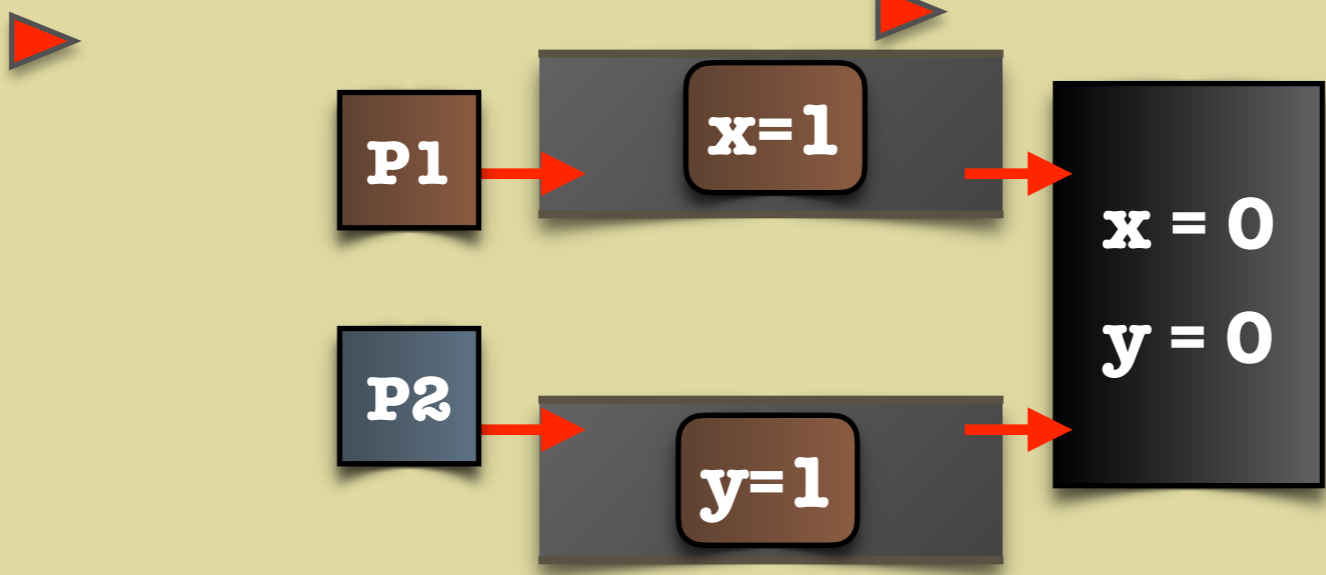 P1
x=1
x = 0
y = 0
P2
y=1